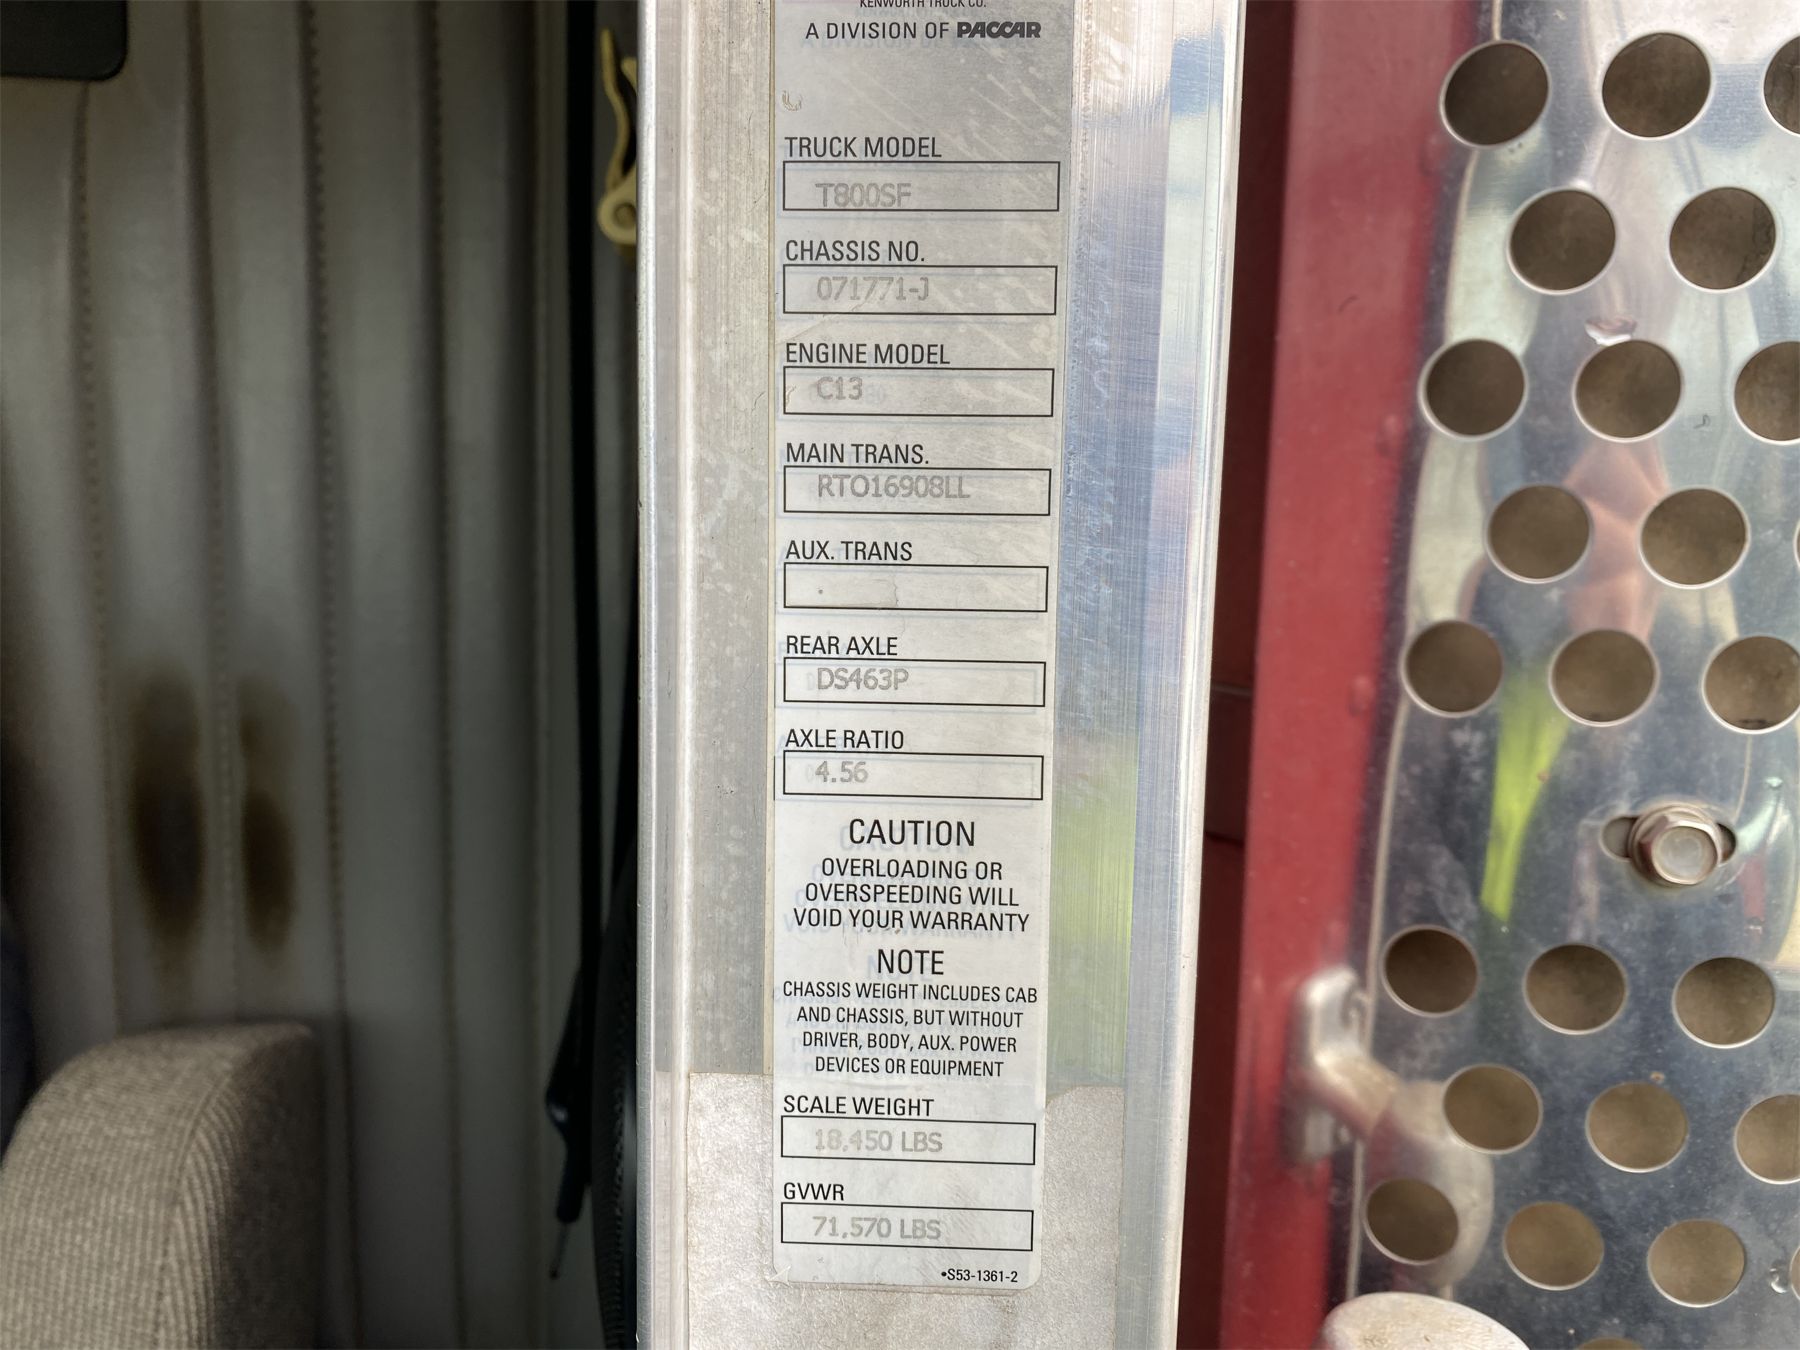 KENWORTH TRUCK CO.
A DIVISION OF PACCAR
TRUCK MODEL
T800SF
CHASSIS NO.
071771-J
ENGINE MODEL
C13
MAIN TRANS.
RTO16908LL
AUX. TRANS
REAR AXLE
DS463P
AXLE RATIO
4.56
CAUTION
OVERLOADING OR
OVERSPEEDING WILL
VOID YOUR WARRANTY
NOTE
CHASSIS WEIGHT INCLUDES CAB
AND CHASSIS, BUT WITHOUT
DRIVER, BODY, AUX. POWER
DEVICES OR EQUIPMENT
SCALE WEIGHT
18,450 LBS
GVWR
71,570 LBS
•S53-1361-2